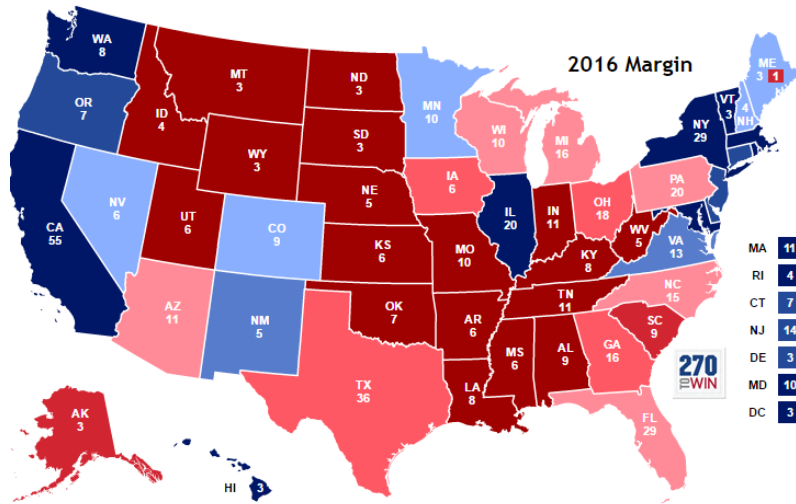 2016 Margin
WA
8
OR
7
CA
55
NV
6
ID
4
MT
3
WY
3
UT
6
CO
9
AZ
11
NM
5
ND
3
SD
3
NE
5
KS
6
OK
7
TX
36
MN
10
IA
6
MO
10
AR
6
LA
8
WI
10
IL
20
MI
16
IN
11
OH
18
KY
8
TN
11
MS
6
AL
9
GA
16
FL
29
SC
9
NC
15
VA
13
WV
5
PA
20
NY
29
VT
3
4
NH
ME
3 1
AK
3
HI 3
MA 11
RI 4
CT 7
NJ 14
DE 3
MD 10
DC 3
270
TOWIN